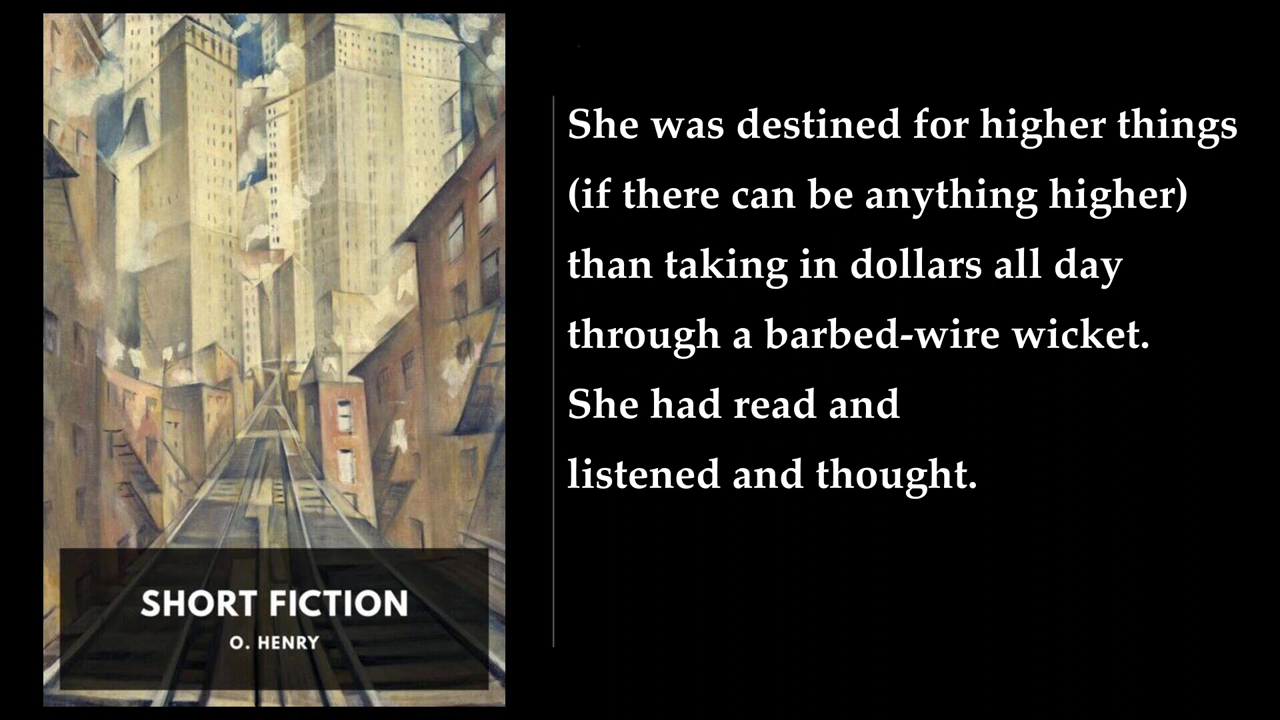 SHORT FICTION
O. HENRY
She was destined for higher things
(if there can be anything higher)
than taking in dollars all day
through a barbed-wire wicket.
She had read and
listened and thought.